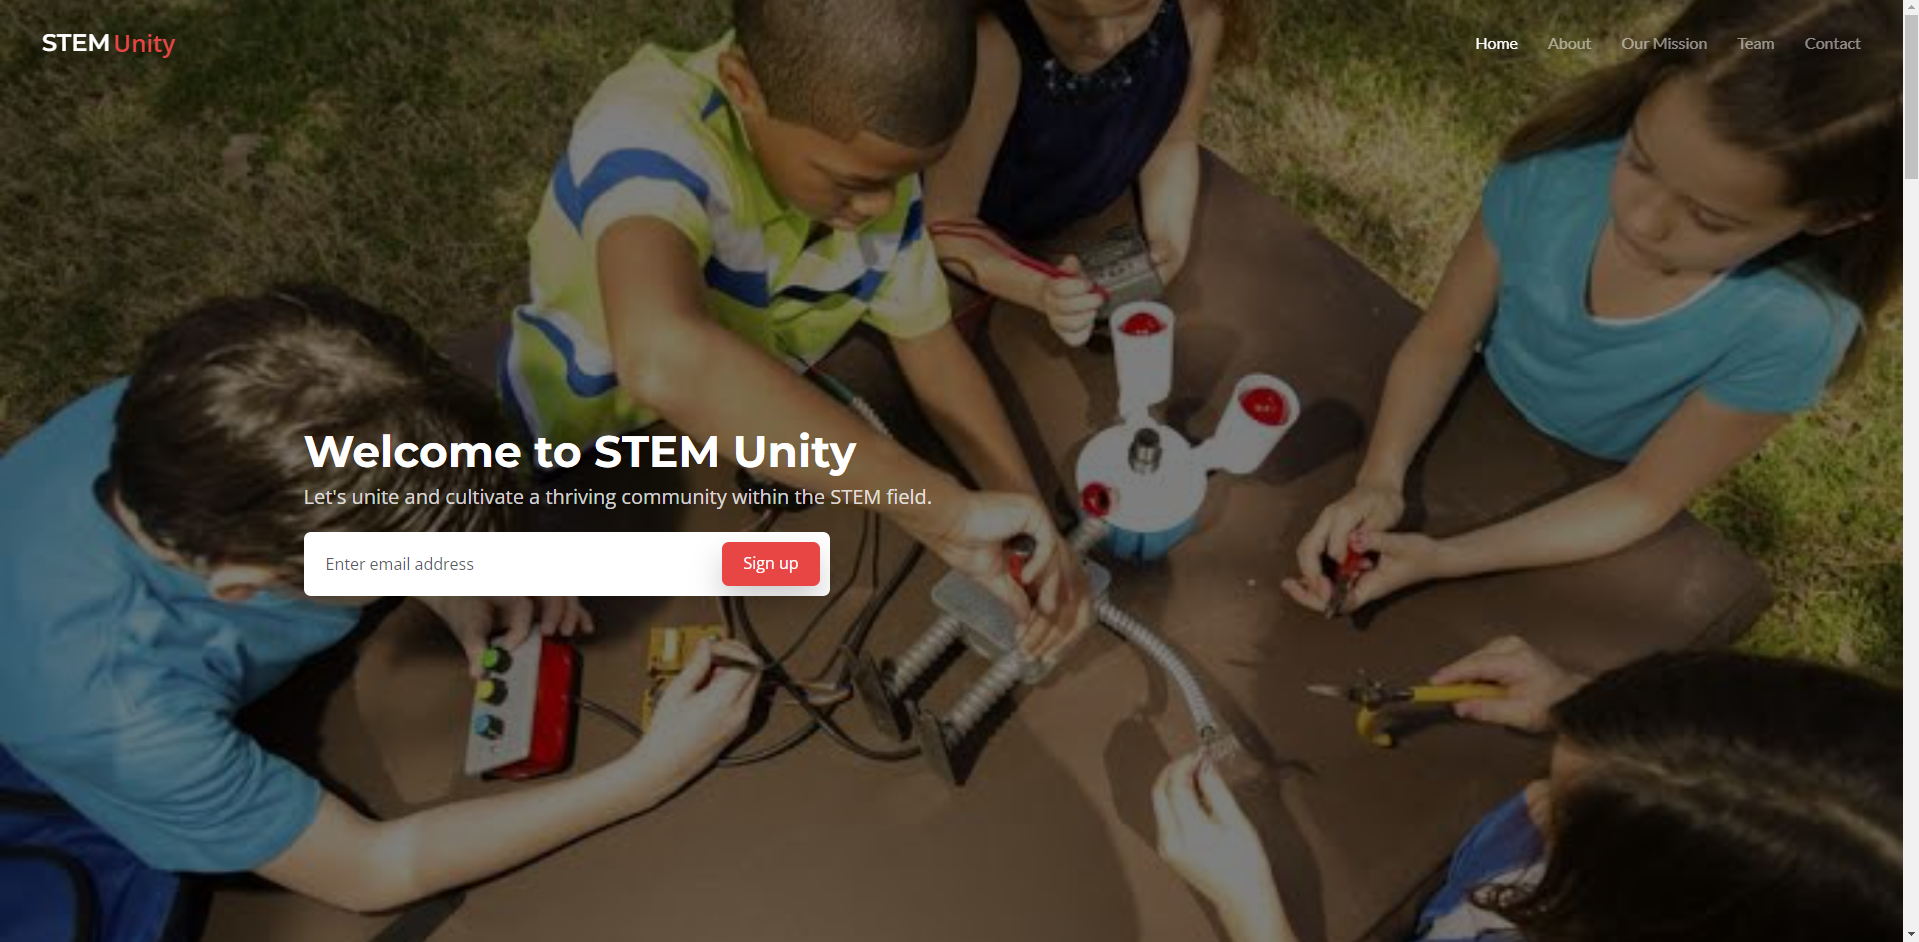 STEM Unity
Home About Our Mission Team Contact
Welcome to STEM Unity
Let's unite and cultivate a thriving community within the STEM field.
Enter email address
Sign up